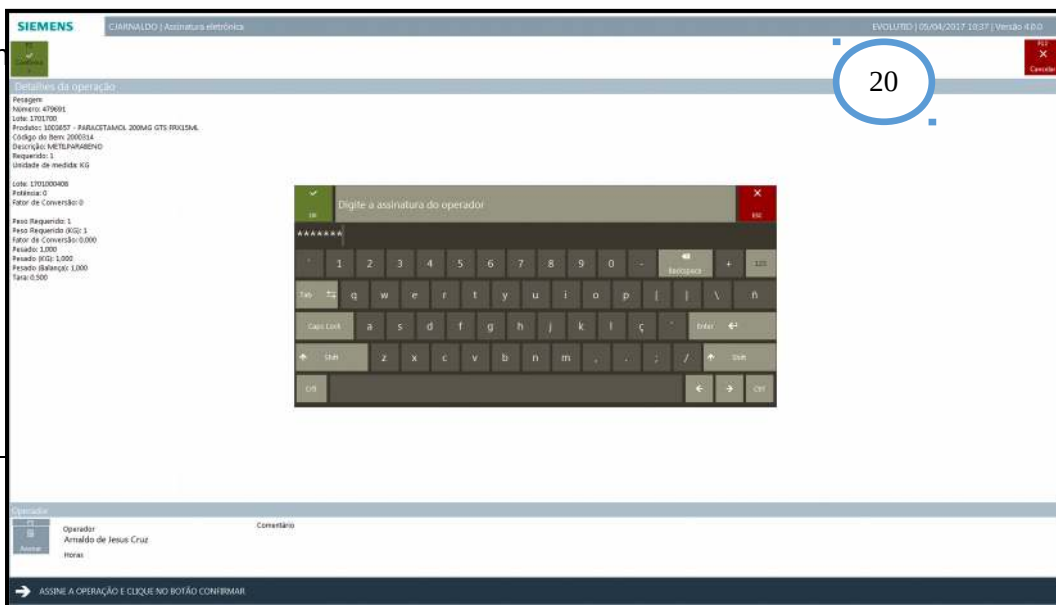 SIEMENS
CJARNALDO | Assinatura eletrônica
EVOLUTIO | 05/04/2017 10:37 | Versão 4.0.0
Confirmar
F12
Cancelar
20
Detalhes da operação
Pesagem
Número: 479691
Lote: 1701700
Produto: 1003657 - PARACETAMOL 200MG GTS FRX15ML
Código do Bem: 2000314
Descrição: METILPARABENO
Requerido: 1
Unidade de medida: KG
Lote: 1701000408
Potência: 0
Fator de Conversão: 0
Peso Requerido: 1
Peso Requerido (KG): 1
Fator de Conversão: 0,000
Pesado: 1,000
Pesado (KG): 1,000
Pesado (Balança): 1,000
Tara: 0,500
Digite a assinatura do operador
OK
ESC
*******
' 1 2 3 4 5 6 7 8 9 0 - Backspace + 123
Tab q w e r t y u i o p [ ] \ ñ
Caps Lock a s d f g h j k l ç ´ Enter
Shift z x c v b n m , . ; / Shift
Ctrl Ctrl
Operador
Assinar
Operador
Arnaldo de Jesus Cruz
Horas
Comentário
ASSINE A OPERAÇÃO E CLIQUE NO BOTÃO CONFIRMAR